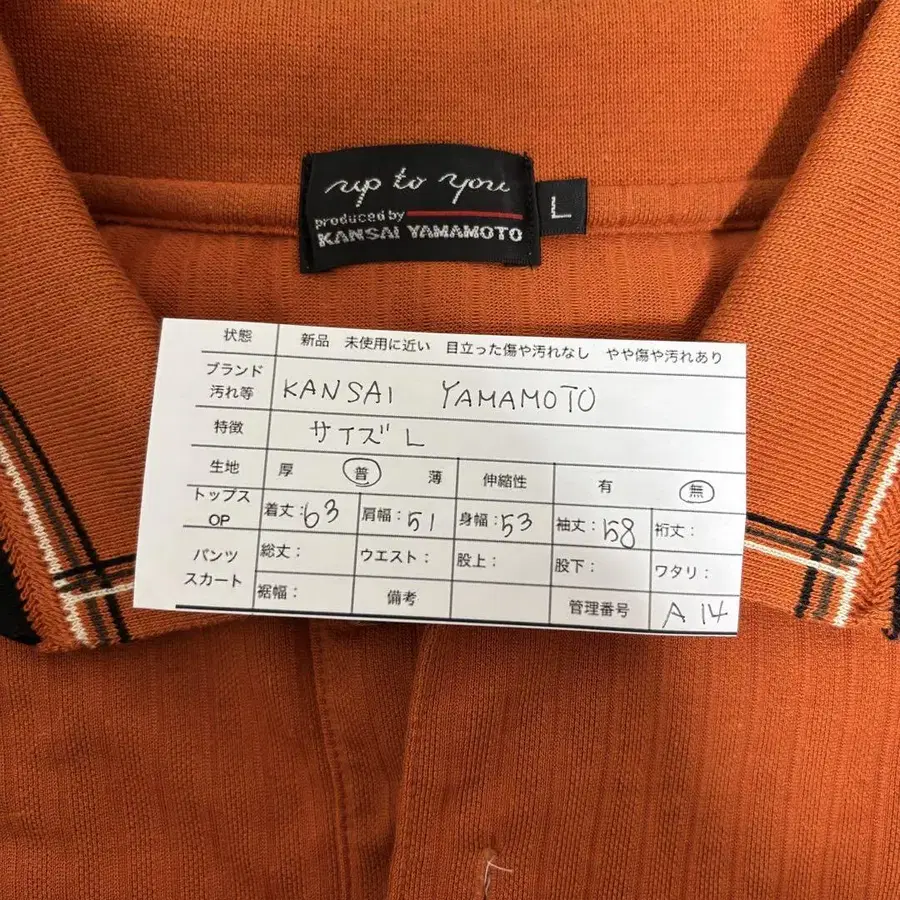 up to you
produced by
KANSAI YAMAMOTO
L
状態 新品 未使用に近い 目立った傷や汚れなし やや傷や汚れあり
ブランド
汚れ等 KANSAI YAMAMOTO
特徴 サイズ L
生地 厚 普 薄 伸縮性 有 無
トップス
OP 着丈:63 肩幅:51 身幅:53 袖丈:58 裄丈:
パンツ
スカート 総丈: ウエスト: 股上: 股下: ワタリ:
裾幅: 備考 管理番号 A 14